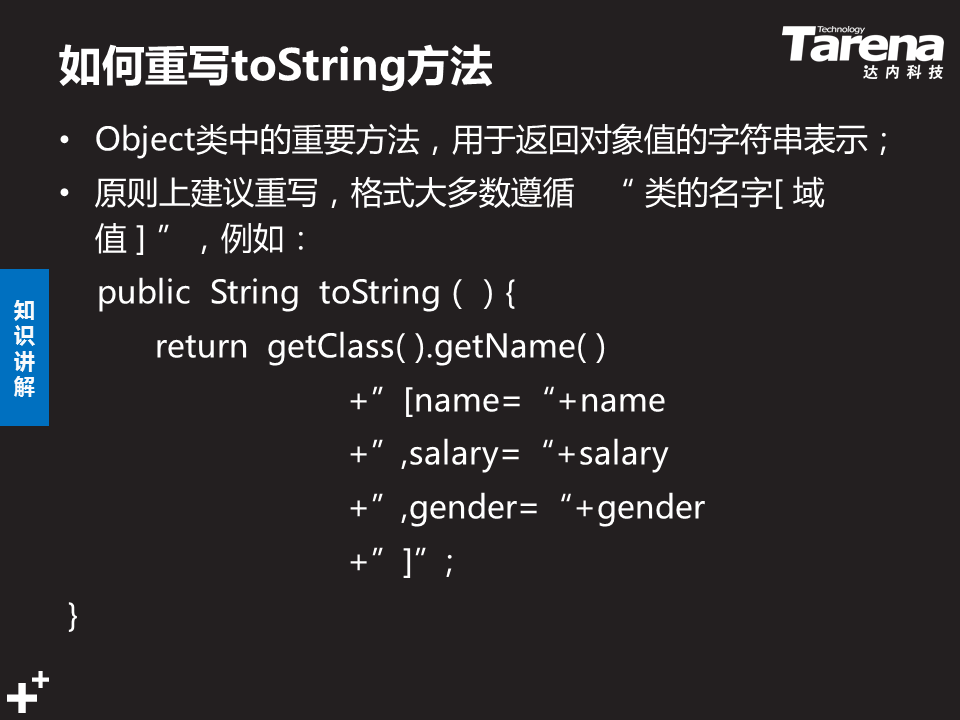 如何重写toString方法
Technology
Tarena
达内科技
• Object类中的重要方法，用于返回对象值的字符串表示；
• 原则上建议重写，格式大多数遵循 “ 类的名字[ 域
值 ] ” ，例如：
public String toString ( ) {
return getClass( ).getName( )
+” [name= “+name
+” ,salary= “+salary
+” ,gender= “+gender
+” ]” ;
}
知
识
讲
解